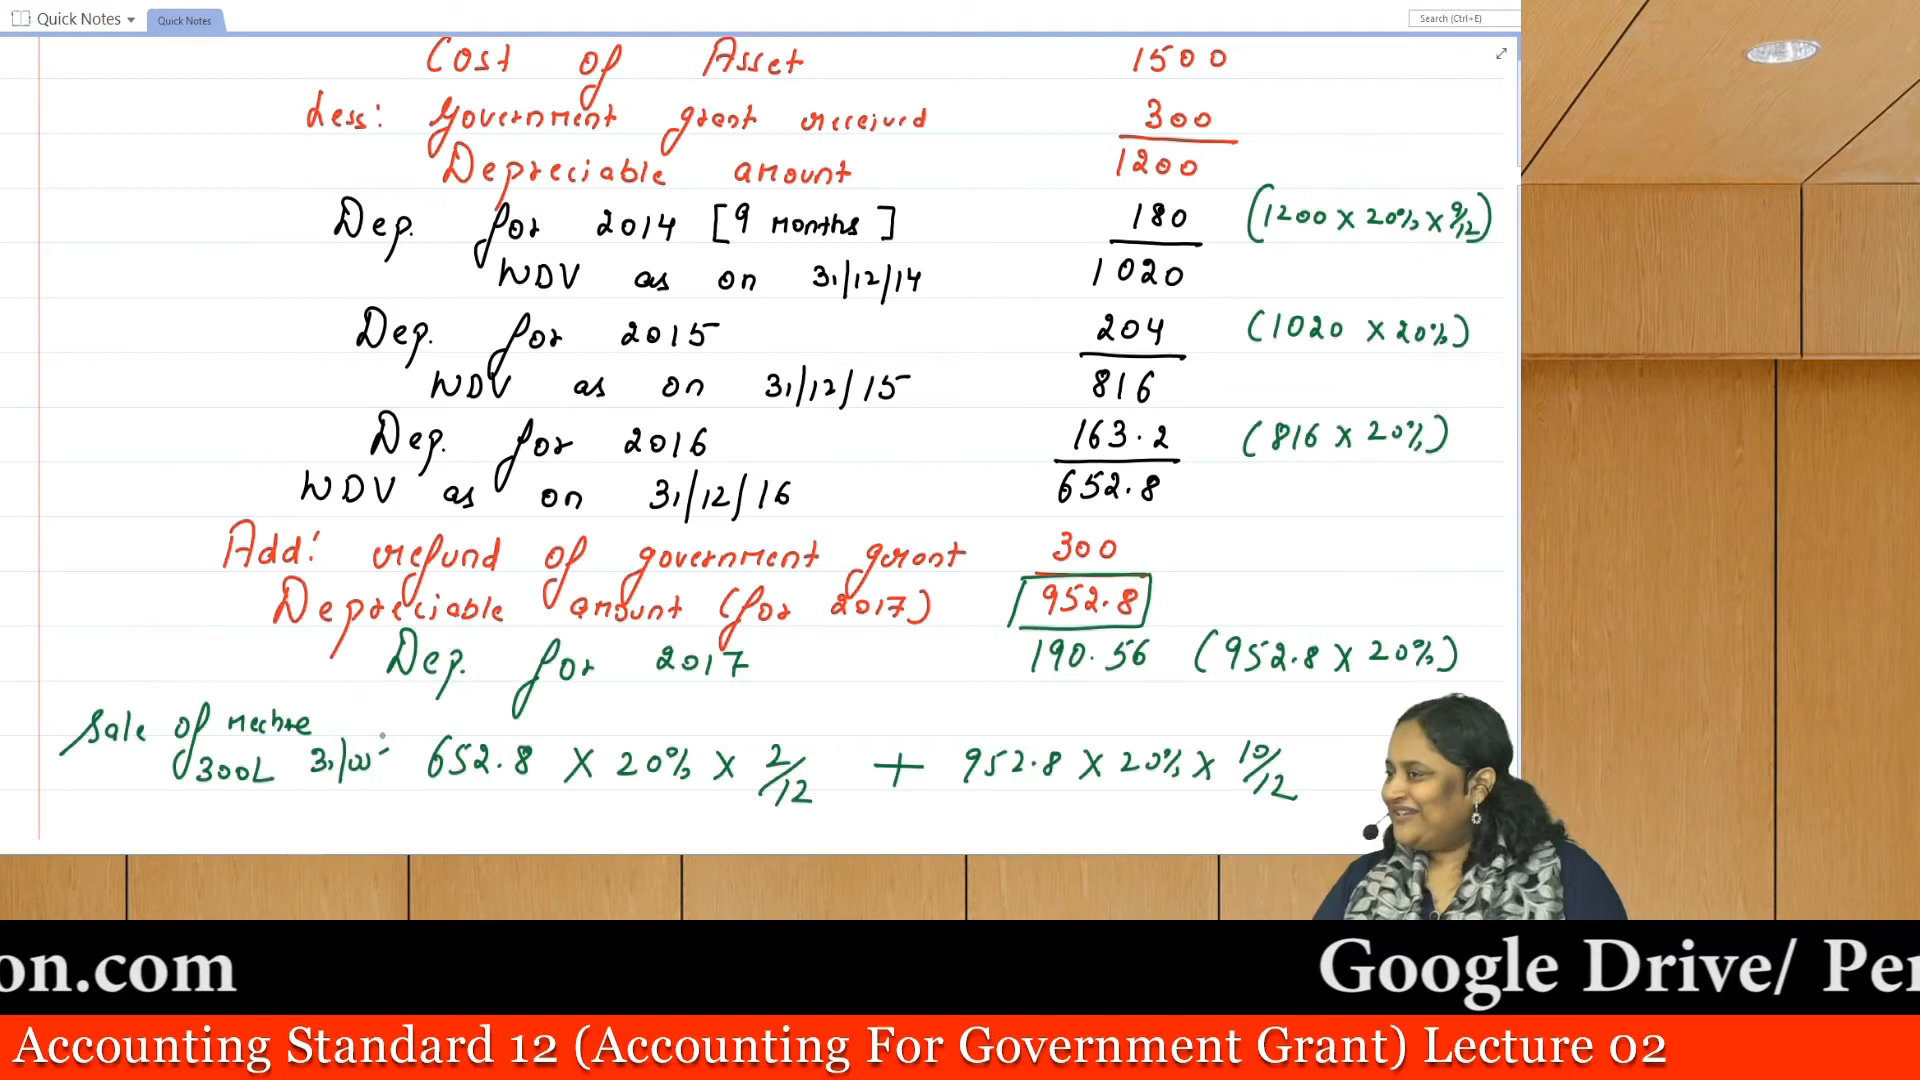 Quick Notes
Quick Notes
Search (Ctrl+E)
Cost of Asset 1500
Less: Government grant received 300
Depreciable amount 1200
Dep. for 2014 [9 Months] 180 (1200 x 20% x 9/12)
WDV as on 31/12/14 1020
Dep. for 2015 204 (1020 x 20%)
WDV as on 31/12/15 816
Dep. for 2016 163.2 (816 x 20%)
WDV as on 31/12/16 652.8
Add: refund of government grant 300
Depreciable amount (for 2017) 952.8
Dep. for 2017 190.56 (952.8 x 20%)
Sale of
300L 652.8 x 20% x 2/12 + 952.8 x 20% x 10/12
on.com Google Drive/ Pe
Accounting Standard 12 (Accounting For Government Grant) Lecture 02